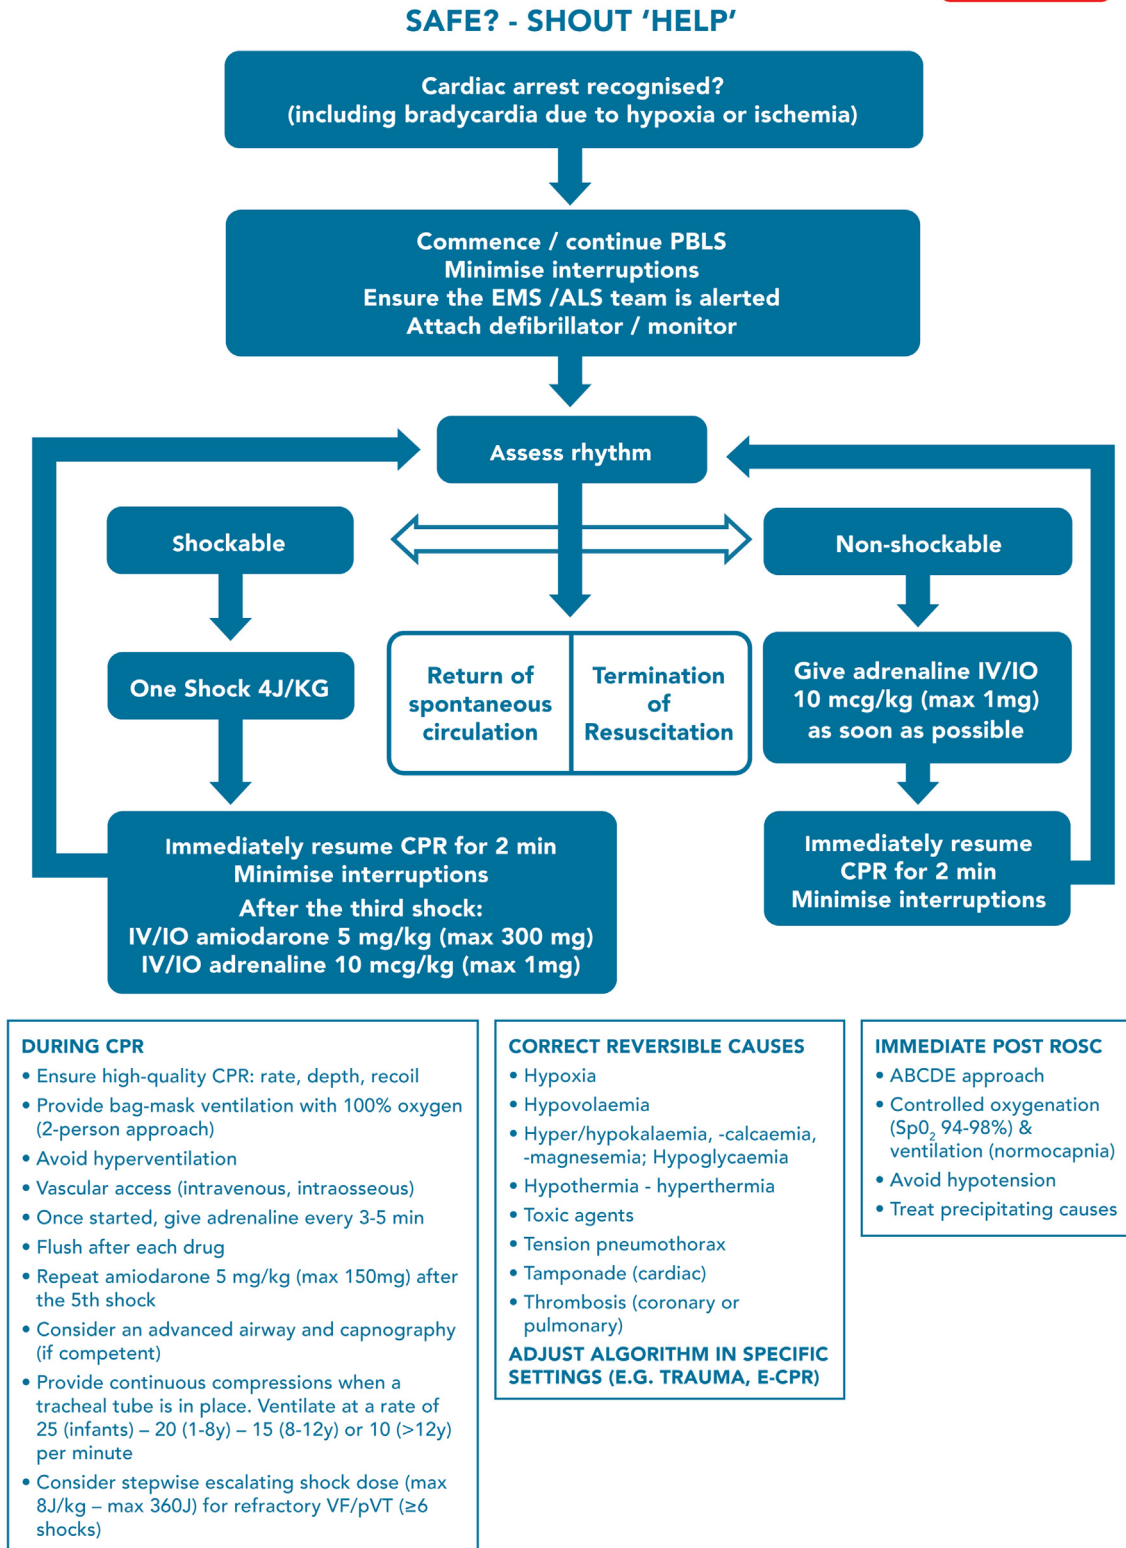 SAFE? - SHOUT ‘HELP’
Cardiac arrest recognised?
(including bradycardia due to hypoxia or ischemia)
Commence / continue PBLS
Minimise interruptions
Ensure the EMS /ALS team is alerted
Attach defibrillator / monitor
Assess rhythm
Shockable
Non-shockable
One Shock 4J/KG
Return of
spontaneous
circulation
Termination
of
Resuscitation
Give adrenaline IV/IO
10 mcg/kg (max 1mg)
as soon as possible
Immediately resume CPR for 2 min
Minimise interruptions
After the third shock:
IV/IO amiodarone 5 mg/kg (max 300 mg)
IV/IO adrenaline 10 mcg/kg (max 1mg)
Immediately resume
CPR for 2 min
Minimise interruptions
DURING CPR
• Ensure high-quality CPR: rate, depth, recoil
• Provide bag-mask ventilation with 100% oxygen
(2-person approach)
• Avoid hyperventilation
• Vascular access (intravenous, intraosseous)
• Once started, give adrenaline every 3-5 min
• Flush after each drug
• Repeat amiodarone 5 mg/kg (max 150mg) after
the 5th shock
• Consider an advanced airway and capnography
(if competent)
• Provide continuous compressions when a
tracheal tube is in place. Ventilate at a rate of
25 (infants) – 20 (1-8y) – 15 (8-12y) or 10 (>12y)
per minute
• Consider stepwise escalating shock dose (max
8J/kg – max 360J) for refractory VF/pVT (≥6
shocks)
CORRECT REVERSIBLE CAUSES
• Hypoxia
• Hypovolaemia
• Hyper/hypokalaemia, -calcaemia,
-magnesemia; Hypoglycaemia
• Hypothermia - hyperthermia
• Toxic agents
• Tension pneumothorax
• Tamponade (cardiac)
• Thrombosis (coronary or
pulmonary)
ADJUST ALGORITHM IN SPECIFIC
SETTINGS (E.G. TRAUMA, E-CPR)
IMMEDIATE POST ROSC
• ABCDE approach
• Controlled oxygenation
(Sp0₂ 94-98%) &
ventilation (normocapnia)
• Avoid hypotension
• Treat precipitating causes